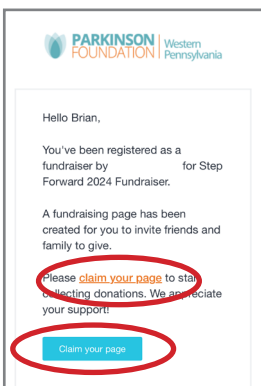 PARKINSON
FOUNDATION
Western
Pennsylvania
Hello Brian,
You've been registered as a
fundraiser by for Step
Forward 2024 Fundraiser.
A fundraising page has been
created for you to invite friends and
family to give.
Please claim your page to start
collecting donations. We appreciate
your support!
Claim your page